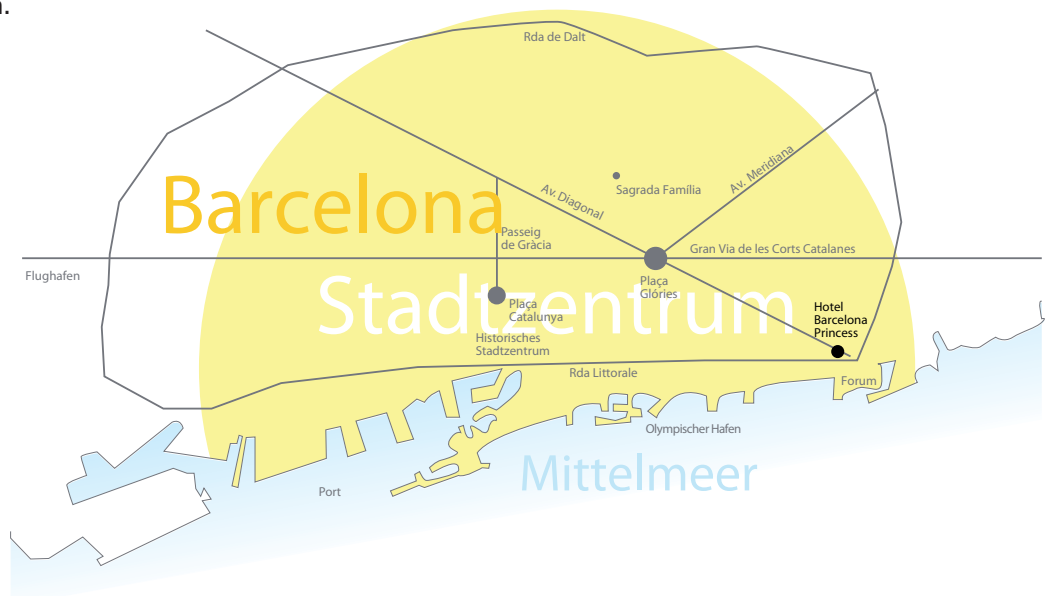 Rda de Dalt
Sagrada Família
Av. Meridiana
Av. Diagonal
Barcelona
Passeig
de Gràcia
Gran Via de les Corts Catalanes
Flughafen
Plaça
Glóries
Stadtzentrum
Plaça
Catalunya
Hotel
Barcelona
Princess
Historisches
Stadtzentrum
Rda Littorale
Forum
Olympischer Hafen
Mittelmeer
Port